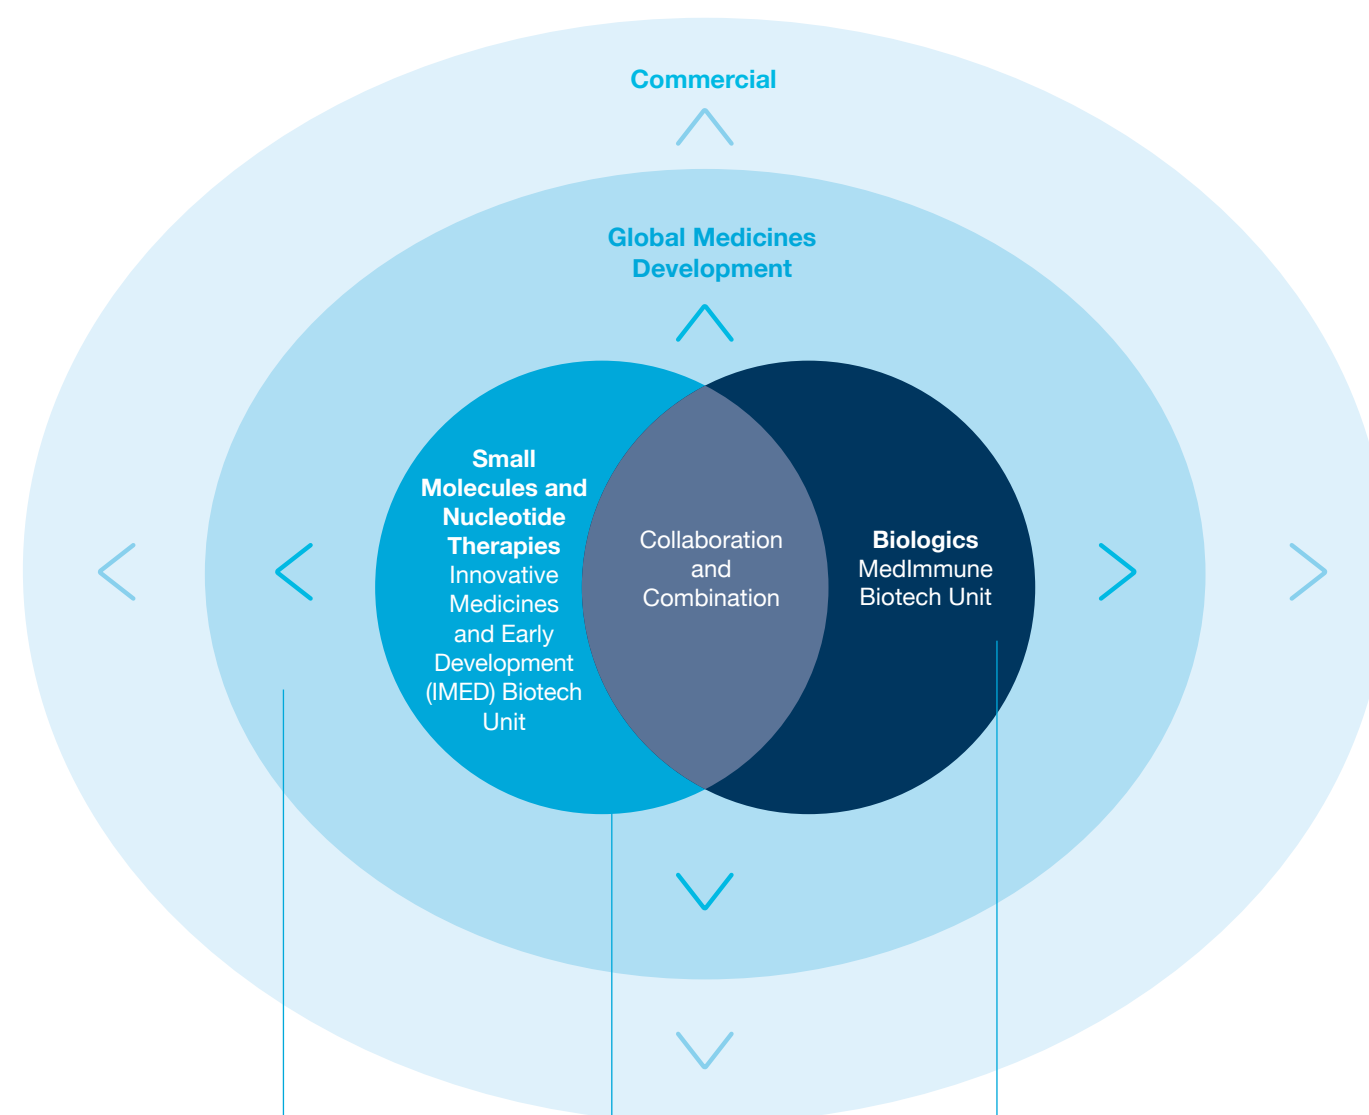 Commercial
Global Medicines
Development
Small
Molecules and
Nucleotide
Therapies
Innovative
Medicines
and Early
Development
(IMED) Biotech
Unit
Collaboration
and
Combination
Biologics
MedImmune
Biotech Unit